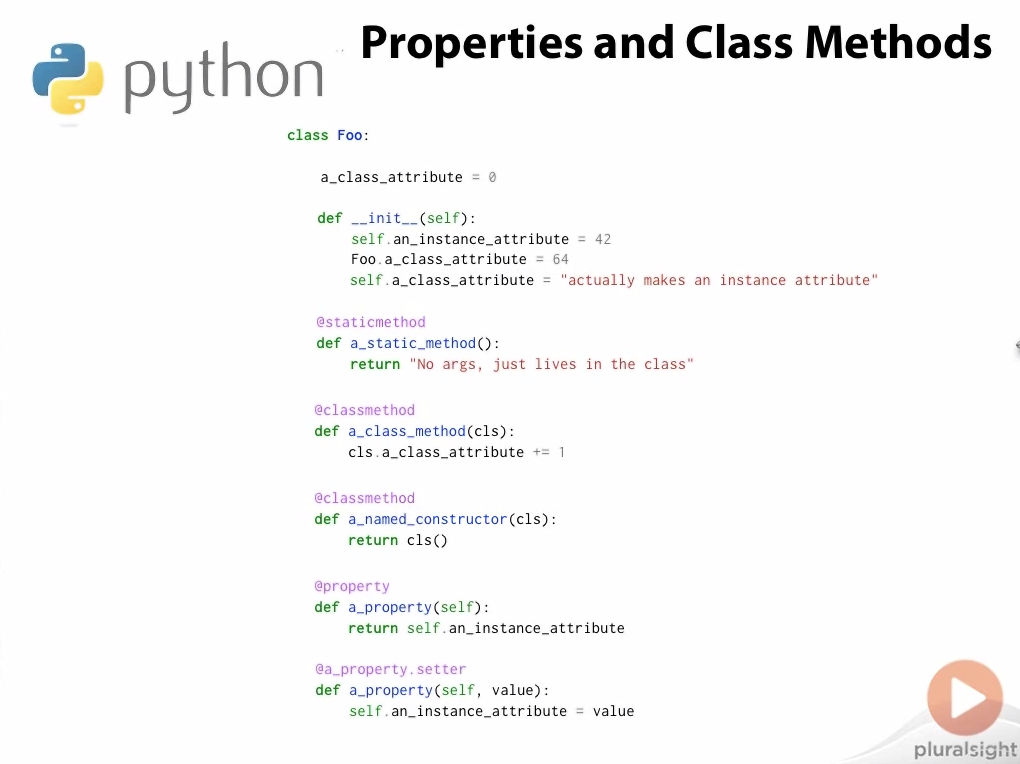 Properties and Class Methods
python
class Foo:
a_class_attribute = 0
def __init__(self):
self.an_instance_attribute = 42
Foo.a_class_attribute = 64
self.a_class_attribute = "actually makes an instance attribute"
@staticmethod
def a_static_method():
return "No args, just lives in the class"
@classmethod
def a_class_method(cls):
cls.a_class_attribute += 1
@classmethod
def a_named_constructor(cls):
return cls()
@property
def a_property(self):
return self.an_instance_attribute
@a_property.setter
def a_property(self, value):
self.an_instance_attribute = value
pluralsight